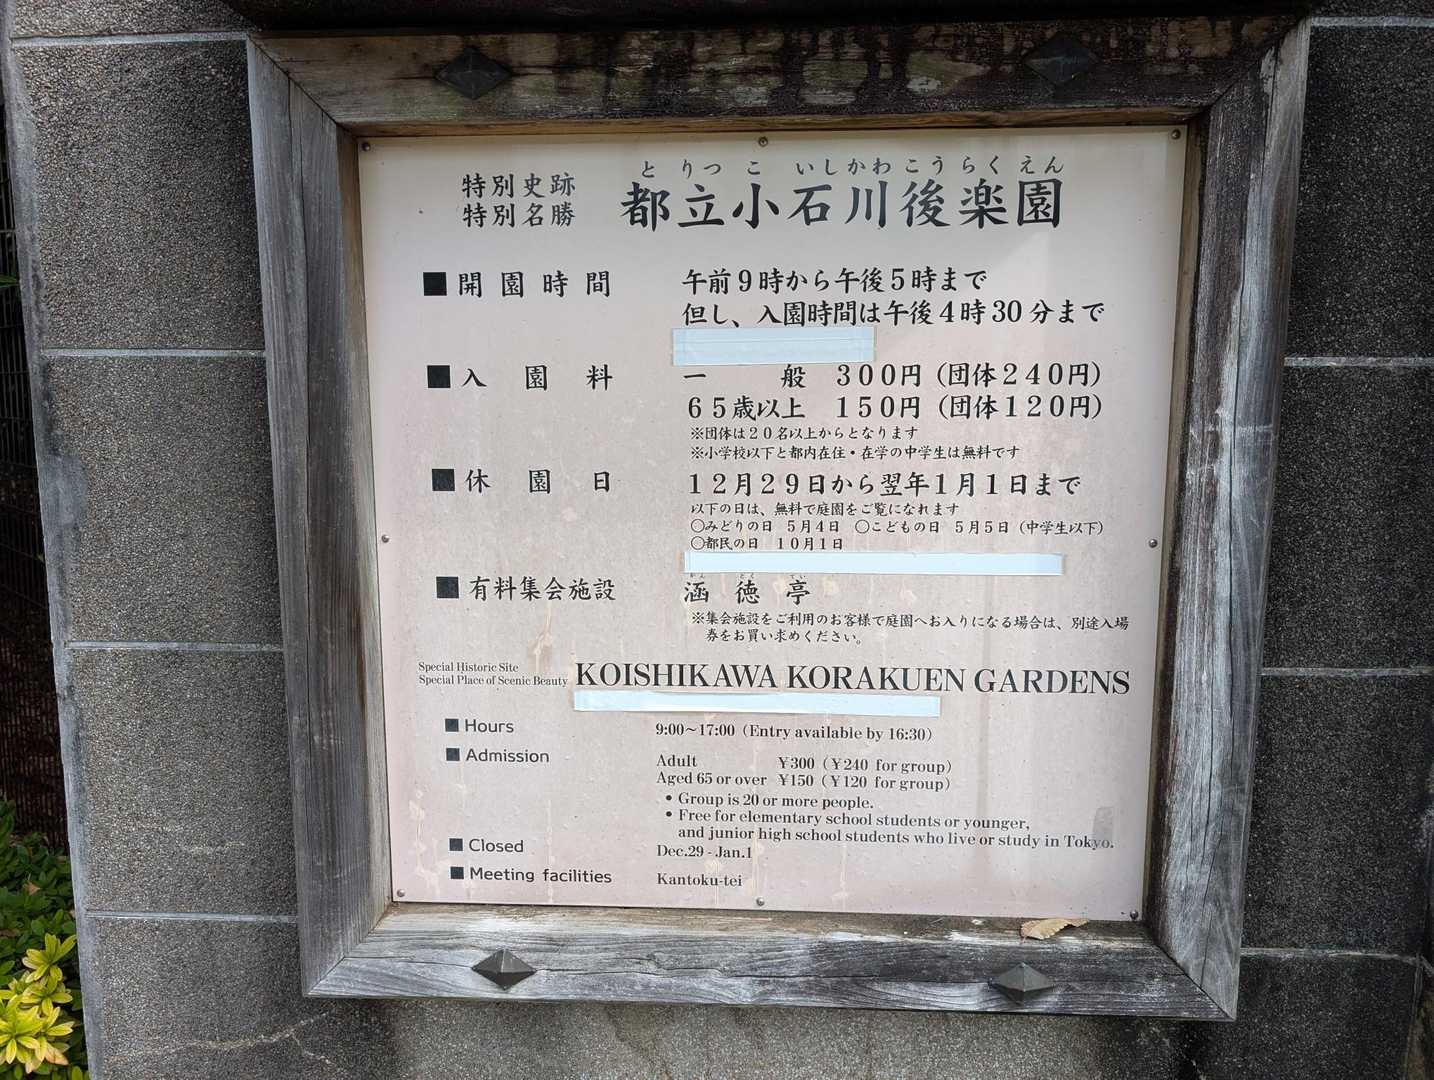 とりつこいしかわこうらくえん
特別史跡
特別名勝
都立小石川後楽園
■開園時間 午前9時から午後5時まで
但し、入園時間は午後4時30分まで
■入園料 一般 300円（団体240円）
65歳以上 150円（団体120円）
※団体は20名以上からとなります
※小学校以下と都内在住・在学の中学生は無料です
■休園日 12月29日から翌年1月1日まで
以下の日は、無料で庭園をご覧になれます
○みどりの日 5月4日 ○こどもの日 5月5日（中学生以下）
○都民の日 10月1日
■有料集会施設 涵徳亭
※集会施設をご利用のお客様で庭園へお入りになる場合は、別途入場
券をお買い求めください。
Special Historic Site
Special Place of Scenic Beauty
KOISHIKAWA KORAKUEN GARDENS
■Hours 9:00~17:00（Entry available by 16:30）
■Admission
Adult ¥300（¥240 for group）
Aged 65 or over ¥150（¥120 for group）
• Group is 20 or more people.
• Free for elementary school students or younger,
and junior high school students who live or study in Tokyo.
■Closed Dec.29 - Jan.1
■Meeting facilities Kantoku-tei